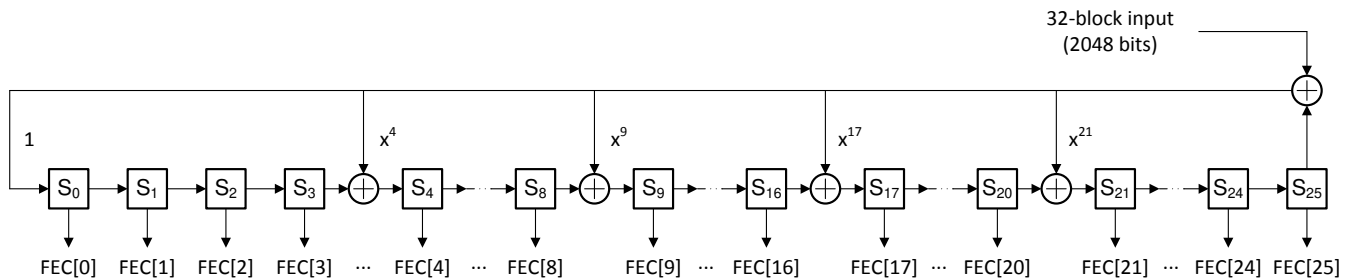 32-block input
(2048 bits)
1 x⁴ x⁹ x¹⁷ x²¹
S₀ S₁ S₂ S₃ S₄ ··· S₈ S₉ ··· S₁₆ S₁₇ ··· S₂₀ S₂₁ ··· S₂₄ S₂₅
FEC[0] FEC[1] FEC[2] FEC[3] ··· FEC[4] ··· FEC[8] FEC[9] ··· FEC[16] FEC[17] ··· FEC[20] FEC[21] ··· FEC[24] FEC[25]